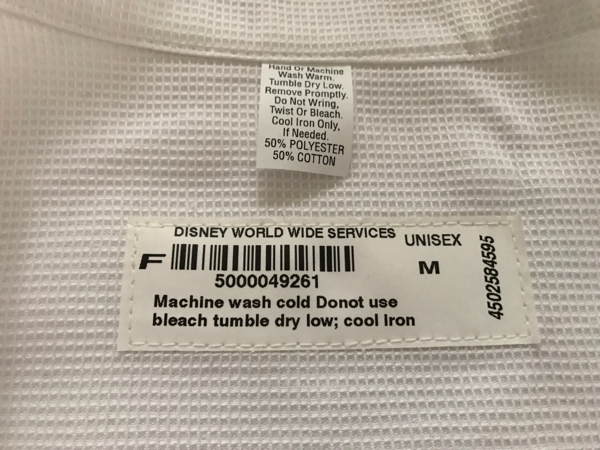 Hand Or Machine
Wash Warm.
Tumble Dry Low.
Remove Promptly.
Do Not Wring,
Twist Or Bleach.
Cool Iron Only,
If Needed.
50% POLYESTER
50% COTTON
DISNEY WORLD WIDE SERVICES
UNISEX
F
M
5000049261
4502584595
Machine wash cold Donot use
bleach tumble dry low; cool iron